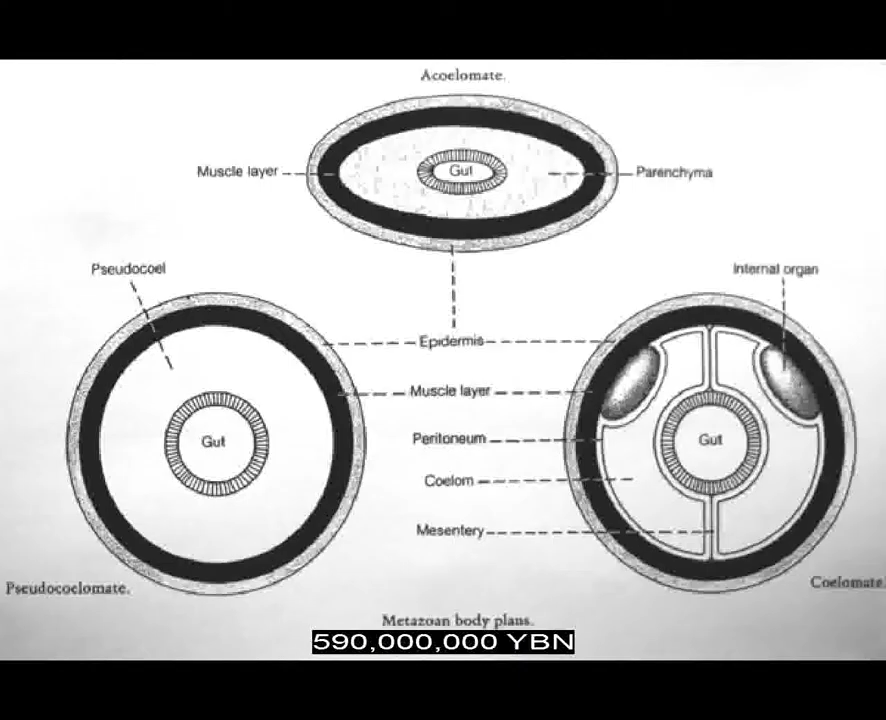 Acoelomate.
Muscle layer
Gut
Parenchyma
Pseudocoel
Internal organ
Epidermis
Muscle layer
Gut
Peritoneum
Gut
Coelom
Mesentery
Pseudocoelomate.
Coelomate.
Metazoan body plans.
590,000,000 YBN